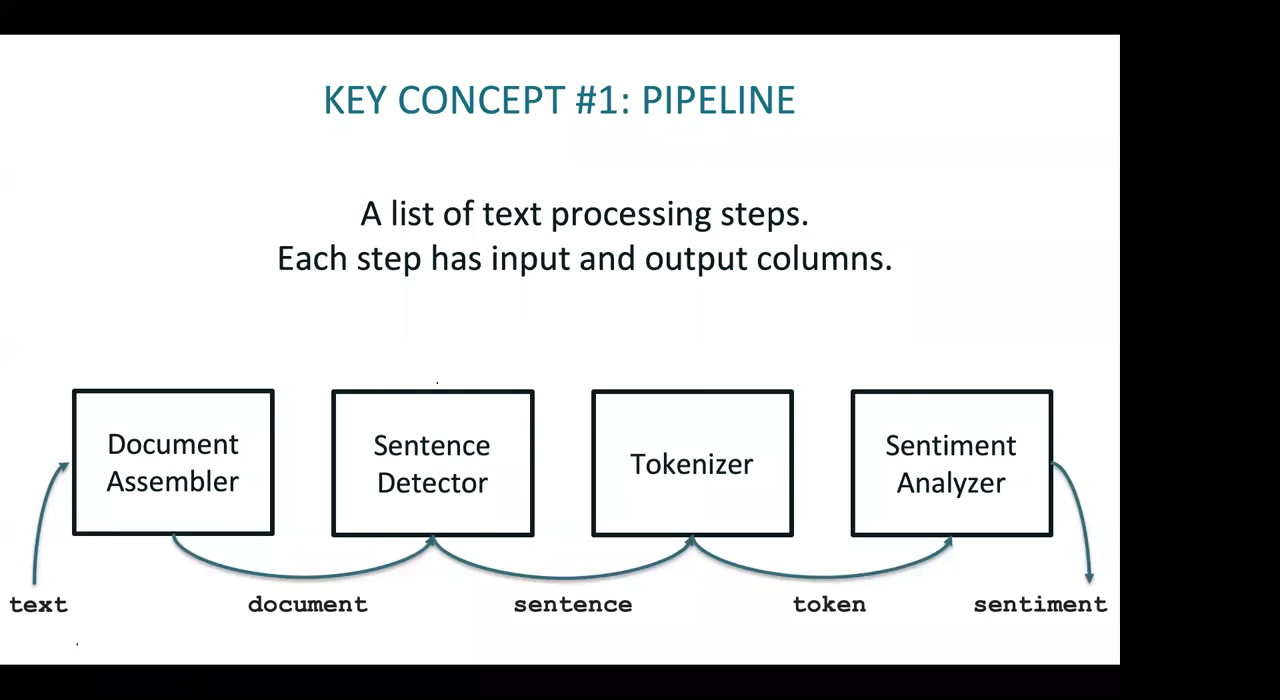 KEY CONCEPT #1: PIPELINE
A list of text processing steps.
Each step has input and output columns.
Document
Assembler
Sentence
Detector
Tokenizer
Sentiment
Analyzer
text
document
sentence
token
sentiment